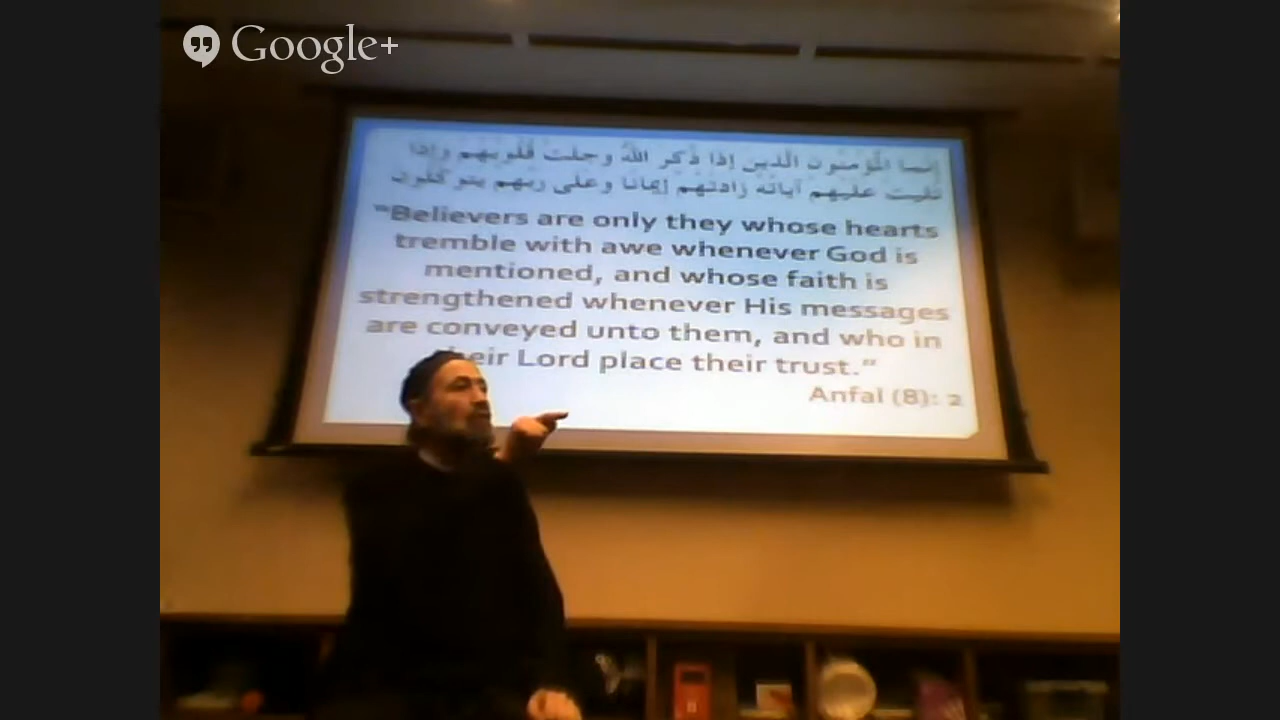 Google+
إنما المؤمنون الذين إذا ذكر الله وجلت قلوبهم وإذا
تليت عليهم آياته زادتهم إيمانا وعلى ربهم يتوكلون
"Believers are only they whose hearts
tremble with awe whenever God is
mentioned, and whose faith is
strengthened whenever His messages
are conveyed unto them, and who in
their Lord place their trust."
Anfal (8): 2